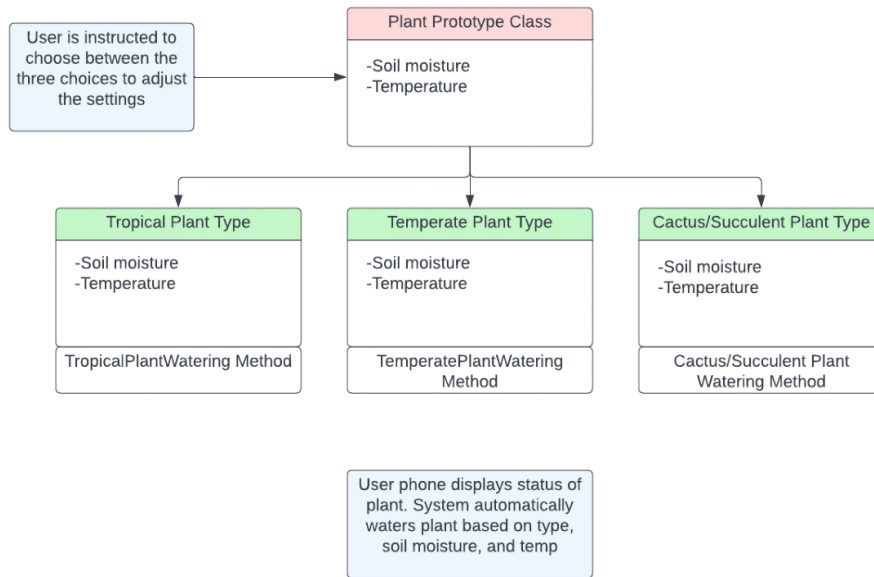 Plant Prototype Class
User is instructed to
choose between the
three choices to adjust
the settings
-Soil moisture
-Temperature
Tropical Plant Type
-Soil moisture
-Temperature
TropicalPlantWatering Method
Temperate Plant Type
-Soil moisture
-Temperature
TemperatePlantWatering
Method
Cactus/Succulent Plant Type
-Soil moisture
-Temperature
Cactus/Succulent Plant
Watering Method
User phone displays status of
plant. System automatically
waters plant based on type,
soil moisture, and temp